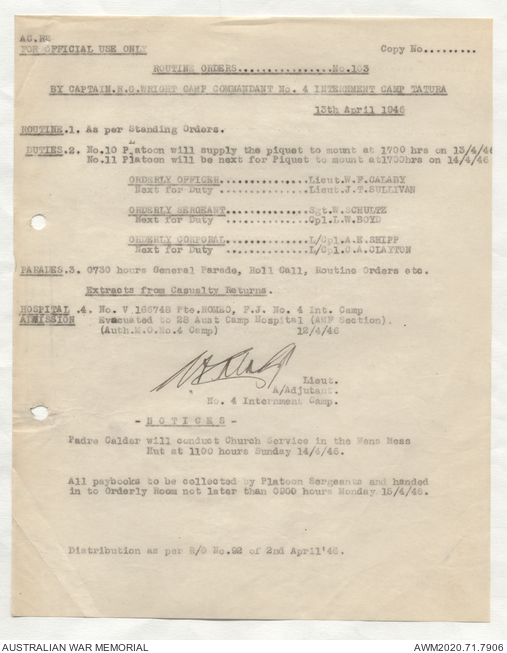 AG.R2
FOR OFFICIAL USE ONLY Copy No.........
ROUTINE ORDERS...............No.103
BY CAPTAIN.H.G.WRIGHT CAMP COMMANDANT No. 4 INTERNMENT CAMP TATURA
13th April 1946
ROUTINE.1. As per Standing Orders.
DUTIES.2. No.10 Platoon will supply the piquet to mount at 1700 hrs on 13/4/46
No.11 Platoon will be next for Piquet to mount at1700hrs on 14/4/46
ORDERLY OFFICER............Lieut.W.F.CALABY
Next for Duty .............Lieut.J.T.SULLIVAN
ORDERLY SERGEANT...........Sgt.W.SCHULTZ
Next for Duty .............Cpl.L.W.BOYD
ORDERLY CORPORAL...........L/Cpl.A.E.SHIPP
Next for Duty..............L/Cpl.C.A.CLAYTON
PARADES.3. 0730 hours General Parade, Roll Call, Routine Orders etc.
Extracts from Casualty Returns.
HOSPITAL .4. No. V 166748 Pte.ROMEO, F.J. No. 4 Int. Camp
ADMISSION Evacuated to 28 Aust Camp Hospital (AWF Section).
(Auth.M.O.No.4 Camp) 12/4/46
Lieut.
A/Adjutant.
No. 4 Internment Camp.
- N O T I C E S -
Padre Calder will conduct Church Service in the Mens Mess
Hut at 1100 hours Sunday 14/4/46.
All paybooks to be collected by Platoon Sergeants and handed
in to Orderly Room not later than 0900 hours Monday 15/4/46.
Distribution as per R/O No.92 of 2nd April'46.
AUSTRALIAN WAR MEMORIAL AWM2020.71.7906